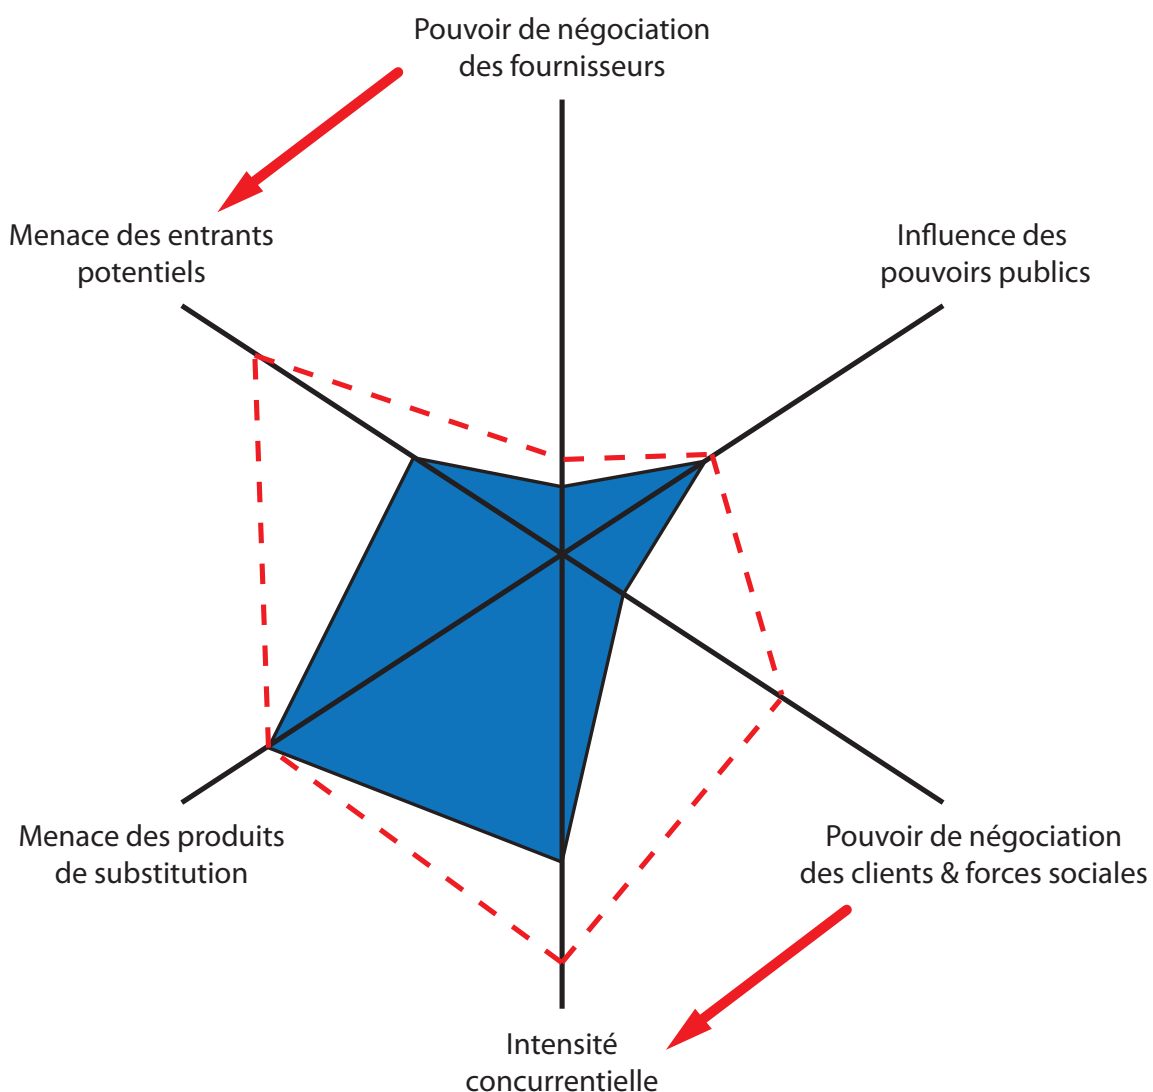 Pouvoir de négociation
des fournisseurs
Menace des entrants
potentiels
Influence des
pouvoirs publics
Menace des produits
de substitution
Pouvoir de négociation
des clients & forces sociales
Intensité
concurrentielle